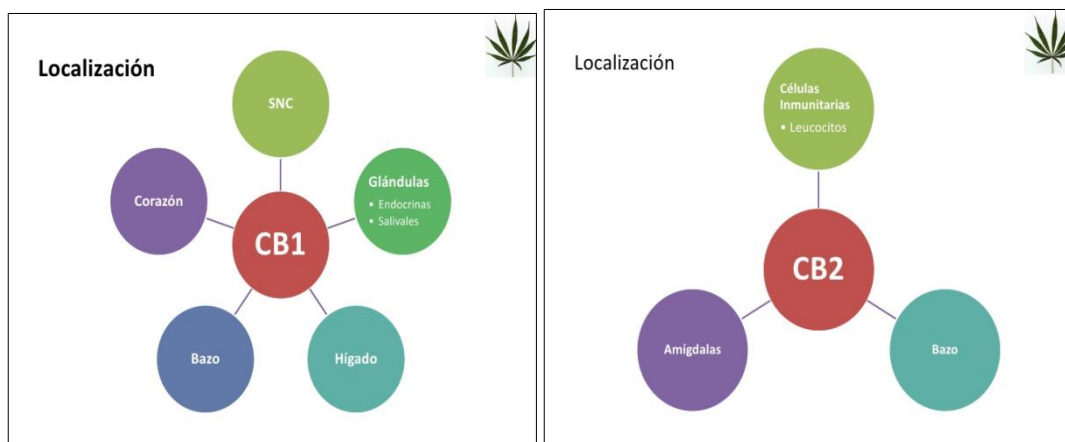 Localización
SNC
Corazón
Glándulas
• Endocrinas
• Salivales
CB1
Bazo
Hígado
Localización
Células
Inmunitarias
• Leucocitos
CB2
Amígdalas
Bazo